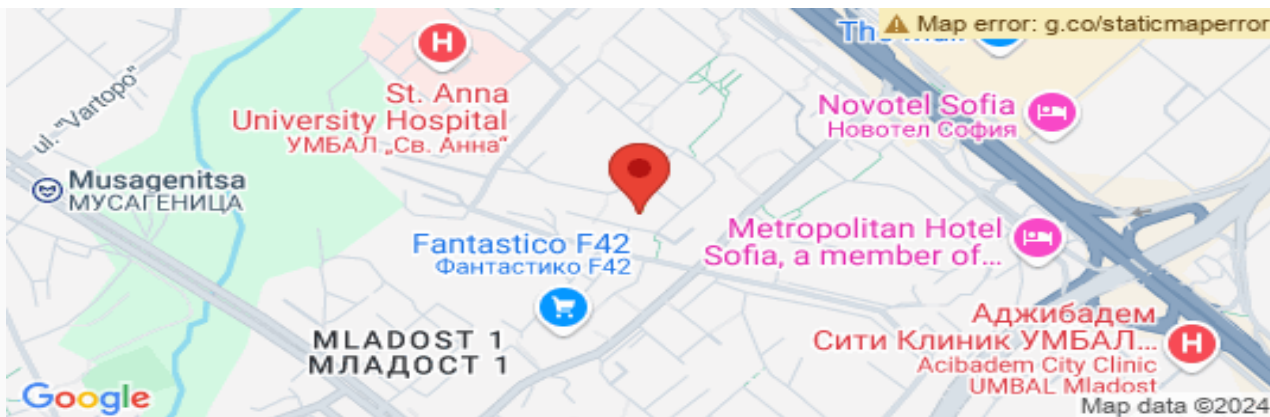 ⚠ Map error: g.co/staticmaperror
The Mall
St. Anna
University Hospital
УМБАЛ „Св. Анна“
ul. "Vartopo"
Novotel Sofia
Новотел София
Musagenitsa
МУСАГЕНИЦА
Fantastico F42
Фантастико F42
Metropolitan Hotel
Sofia, a member of...
MLADOST 1
МЛАДОСТ 1
Аджибадем
Сити Клиник УМБАЛ...
Acibadem City Clinic
UMBAL Mladost
Google
Map data ©2024